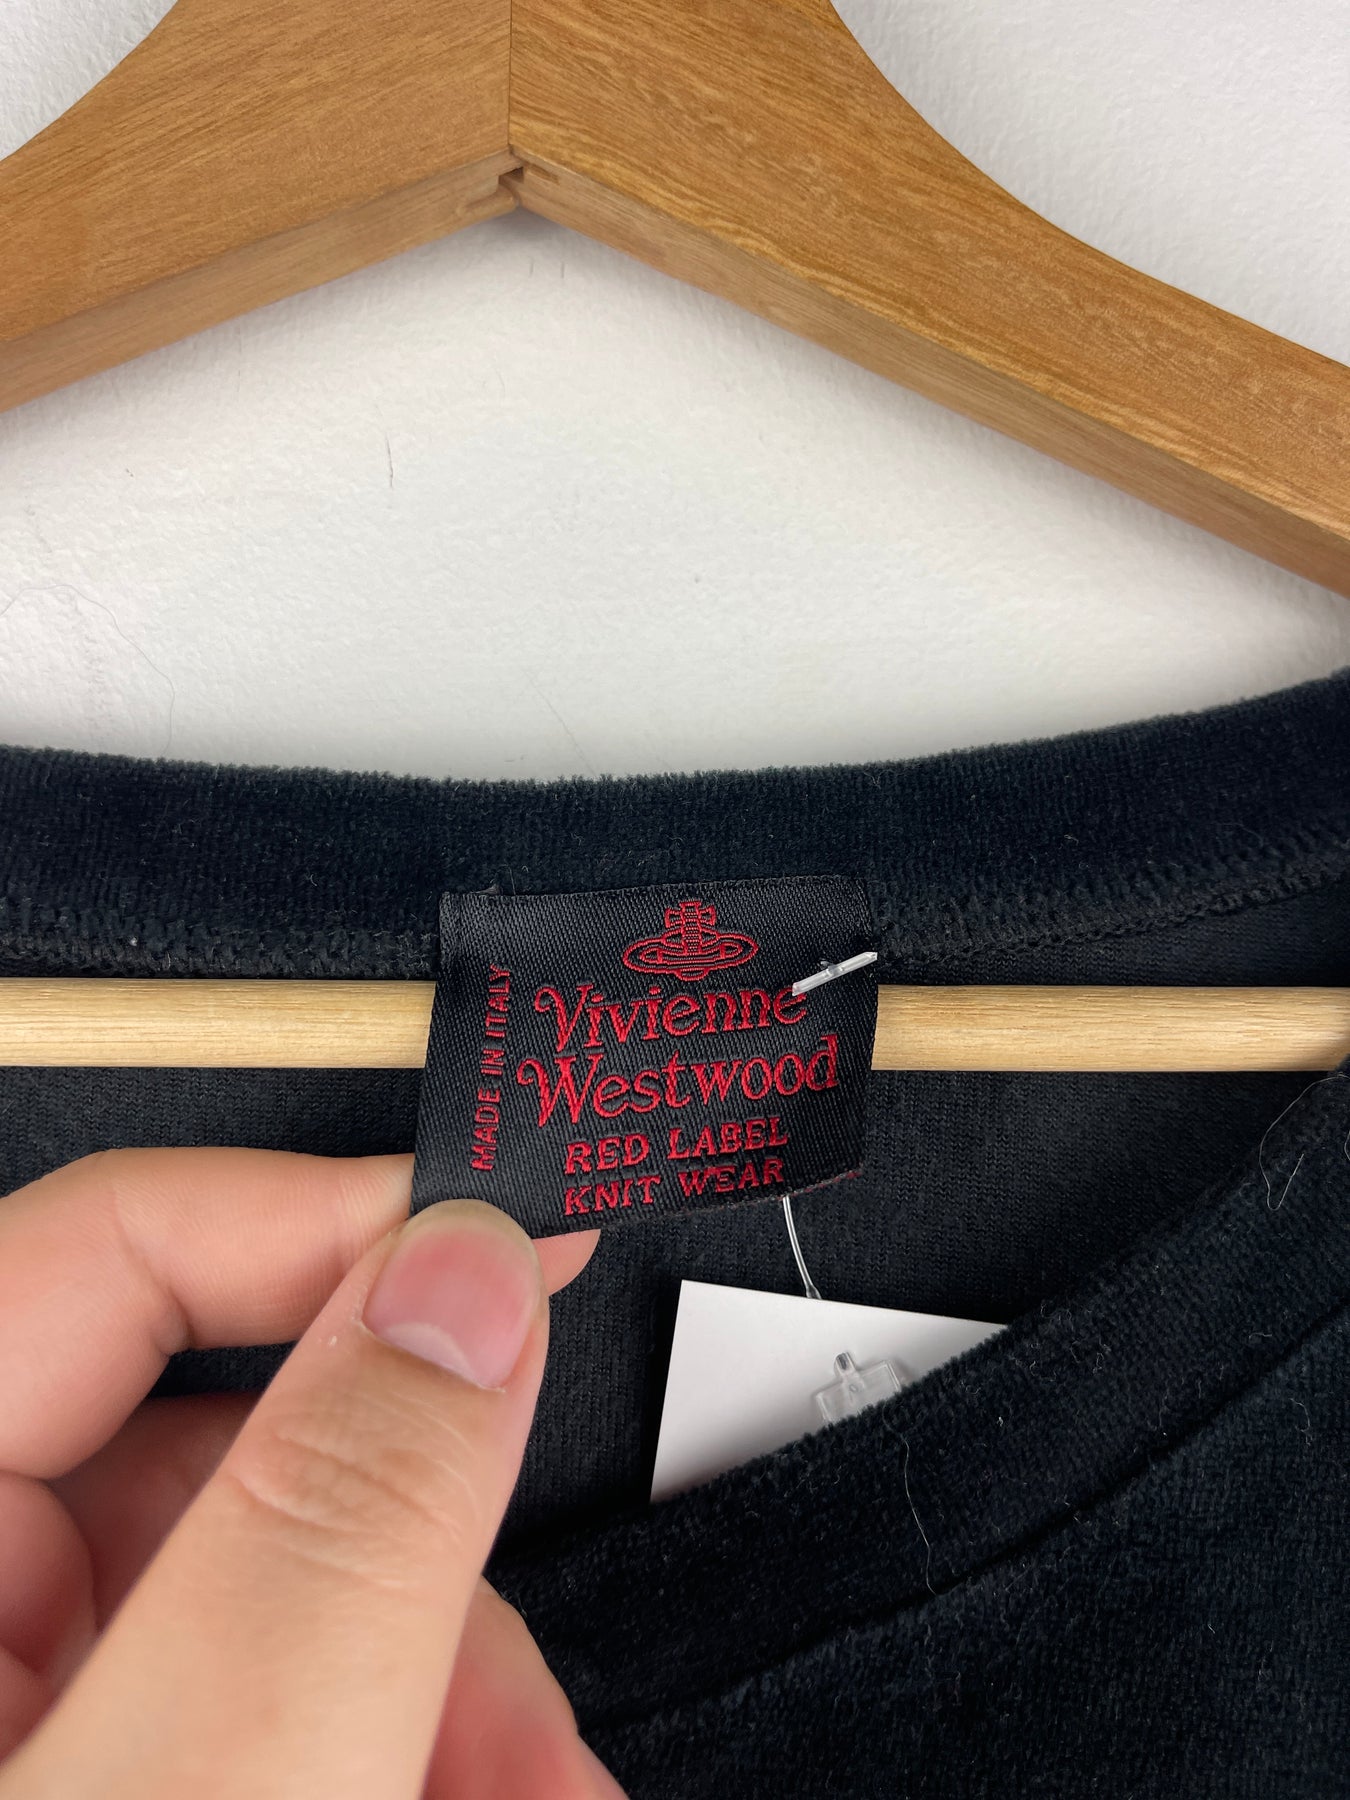 Vivienne
Westwood
RED LABEL
KNIT WEAR
MADE IN ITALY